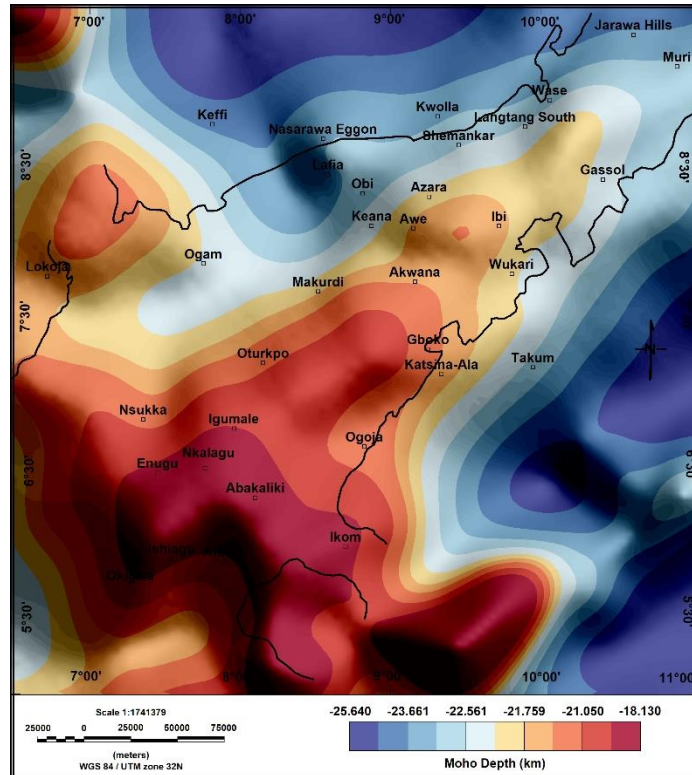 7°00' 8°00' 9°00' 10°00'
Jarawa Hills
Muri
Wase
Keffi Kwolla
Langtang South
Nasarawa Eggon
Shemankar
8°30' Lafia 8°30'
Gassol
Obi Azara
Keana Awe Ibi
Ogam
Lokoja Wukari
Makurdi Akwana
7°30'
N
Gboko
Oturkpo Katsina-Ala Takum
Nsukka Igumale
Ogoja
Nkalagu
Enugu
6°30' 6°30'
Abakaliki
Ikom
5°30' 5°30'
7°00' 8°00' 9°00' 10°00' 11°00'
Scale 1:1741379
25000 0 25000 50000 75000
(meters)
WGS 84 / UTM zone 32N
-25.640 -23.661 -22.561 -21.759 -21.050 -18.130
Moho Depth (km)